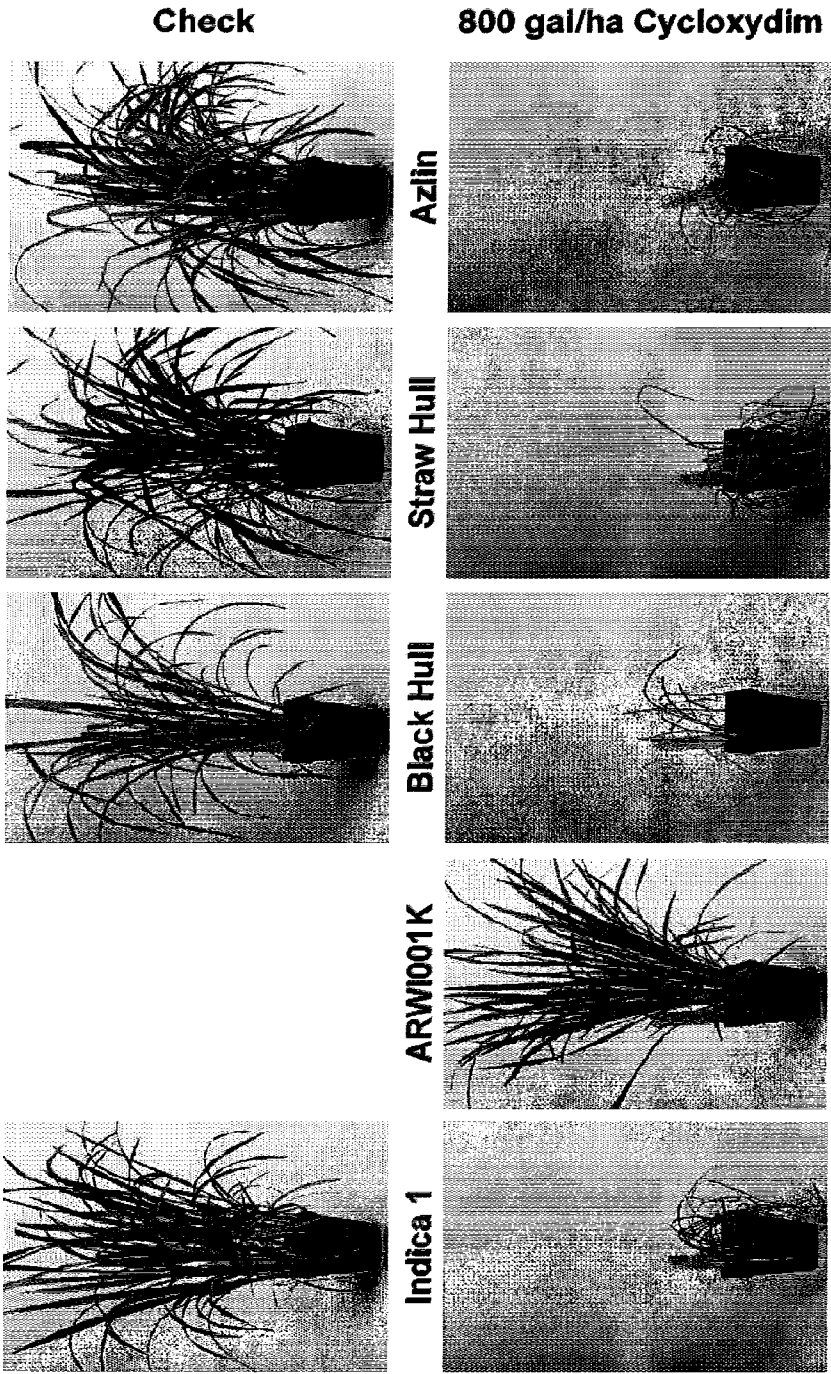 Check
800 gal/ha Cycloxydim
Azlin
Straw Hull
Black Hull
ARWI001K
Indica 1